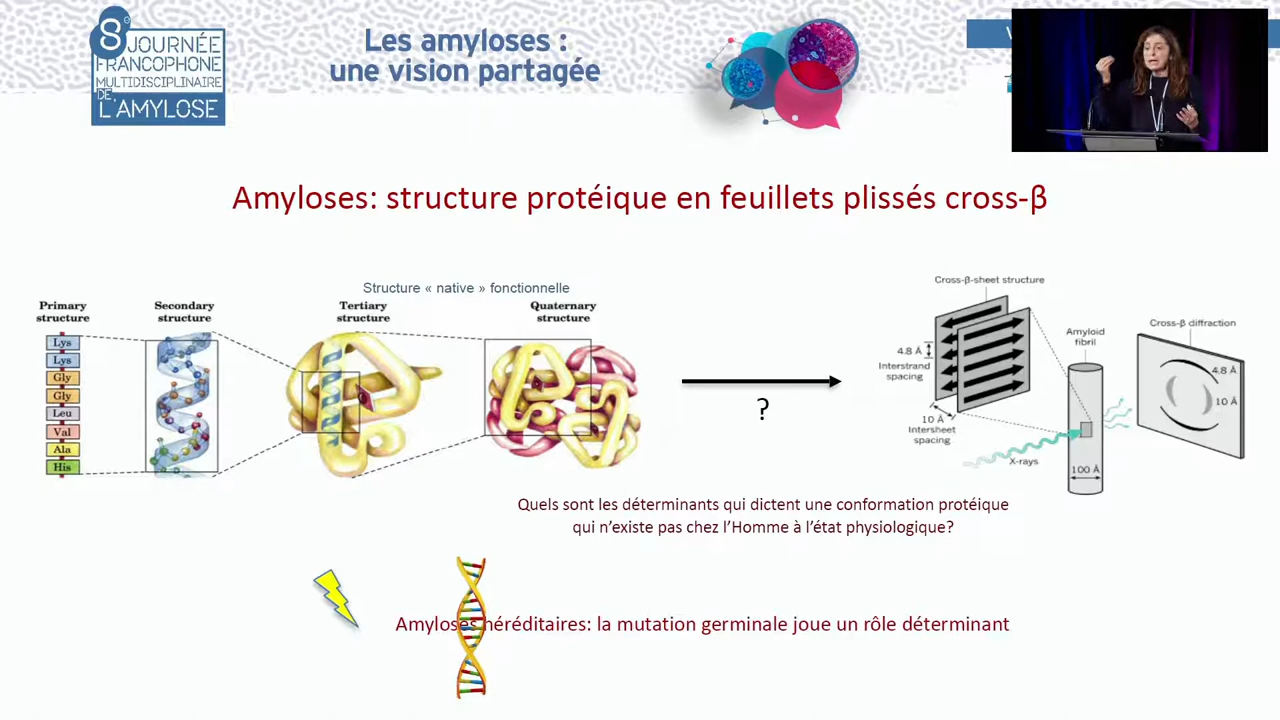 8e
JOURNÉE
FRANCOPHONE
MULTIDISCIPLINAIRE
DE
L'AMYLOSE
Les amyloses :
une vision partagée
Amyloses: structure protéique en feuillets plissés cross-β
Structure « native » fonctionnelle
Primary
structure
Secondary
structure
Tertiary
structure
Quaternary
structure
Lys
Lys
Gly
Gly
Leu
Val
Ala
His
?
Cross-β-sheet structure
4.8 Å
Interstrand
spacing
10 Å
Intersheet
spacing
X-rays
Amyloid
fibril
100 Å
Cross-β diffraction
4.8 Å
10 Å
Quels sont les déterminants qui dictent une conformation protéique
qui n'existe pas chez l'Homme à l'état physiologique?
Amyloses héréditaires: la mutation germinale joue un rôle déterminant